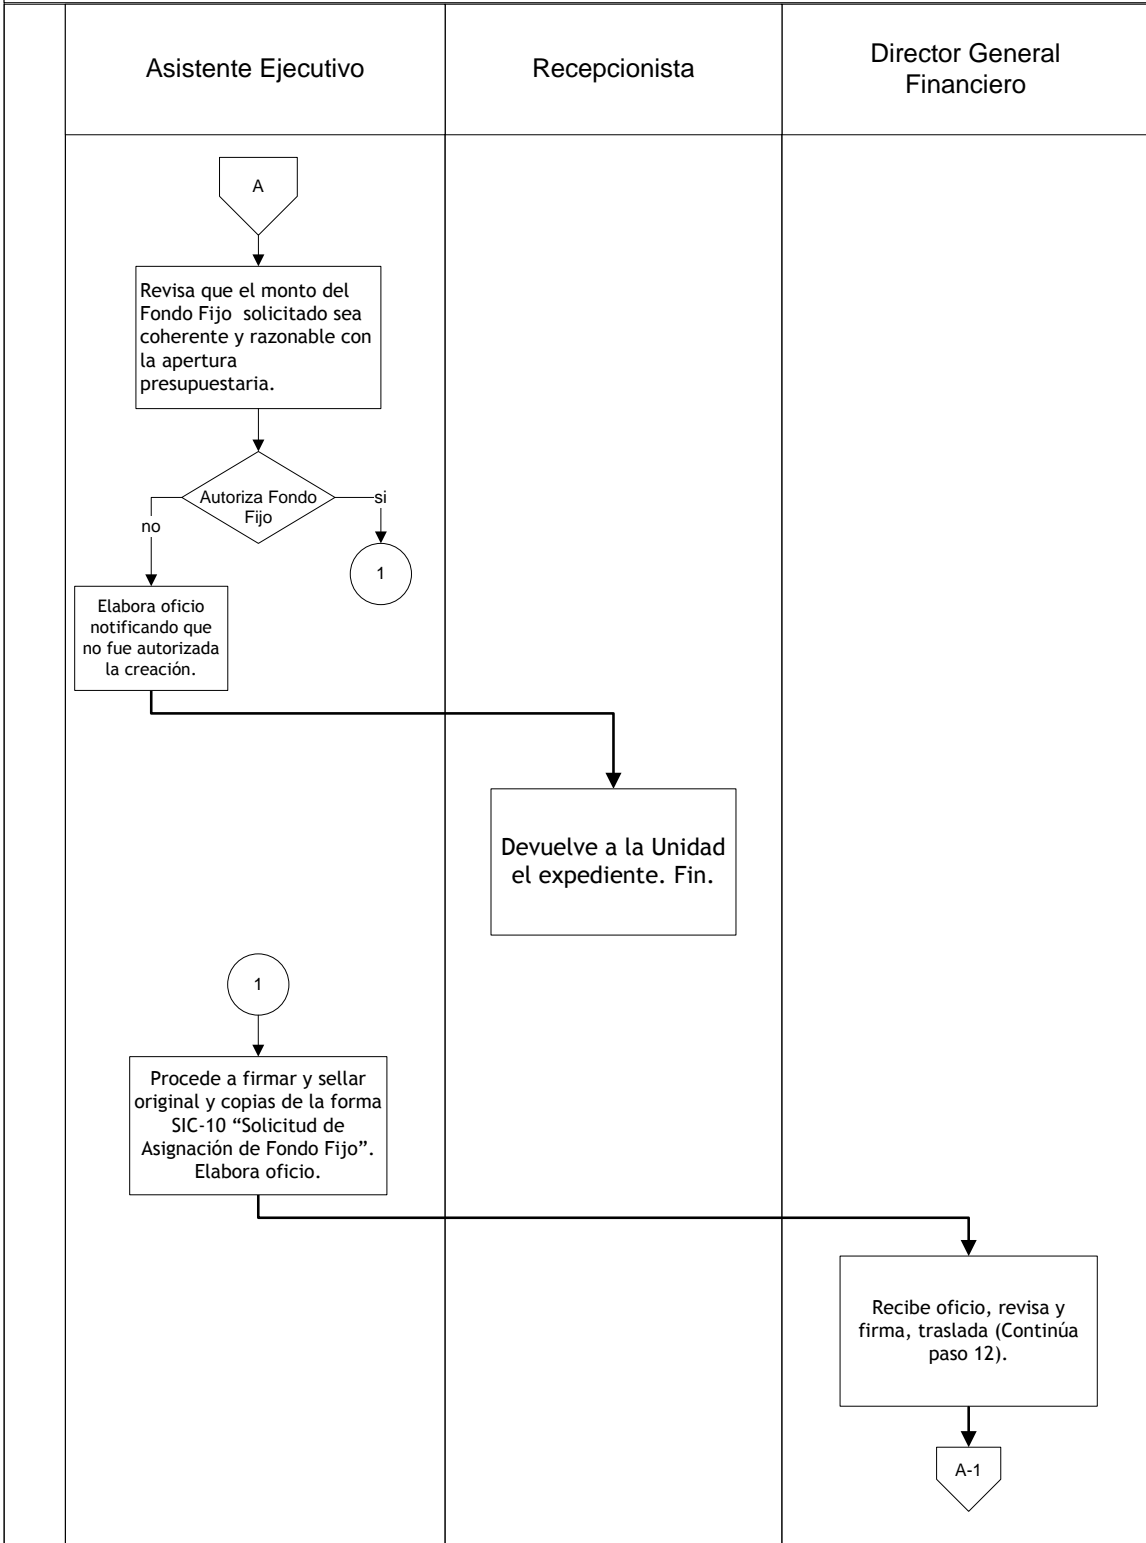 Asistente Ejecutivo
Recepcionista
Director General
Financiero
A
Revisa que el monto del
Fondo Fijo  solicitado sea
coherente y razonable con
la apertura
presupuestaria.
Autoriza Fondo
Fijo
si
no
1
Elabora oficio
notificando que
no fue autorizada
la creación.
Devuelve a la Unidad
el expediente. Fin.
1
Procede a firmar y sellar
original y copias de la forma
SIC-10 “Solicitud de
Asignación de Fondo Fijo”.
Elabora oficio.
Recibe oficio, revisa y
firma, traslada (Continúa
paso 12).
A-1